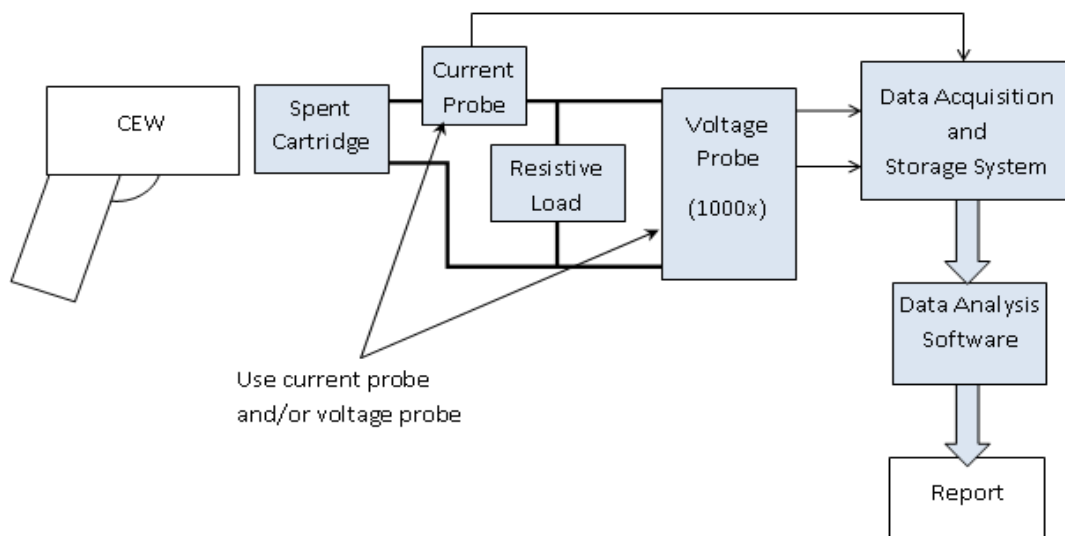 CEW
Spent
Cartridge
Current
Probe
Resistive
Load
Voltage
Probe
(1000x)
Data Acquisition
and
Storage System
Data Analysis
Software
Report
Use current probe
and/or voltage probe